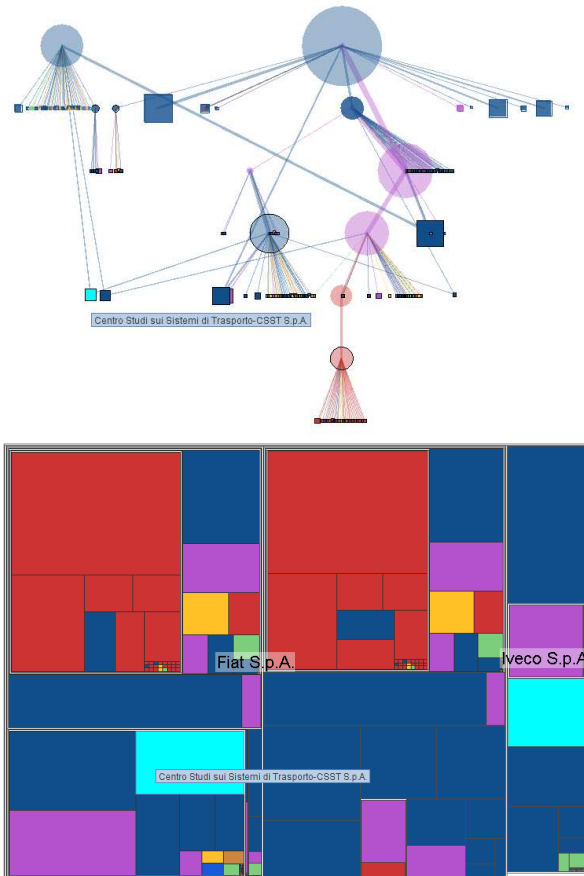 Centro Studi sui Sistemi di Trasporto-CSST S.p.A.
Fiat S.p.A.
Iveco S.p.A
Centro Studi sui Sistemi di Trasporto-CSST S.p.A.